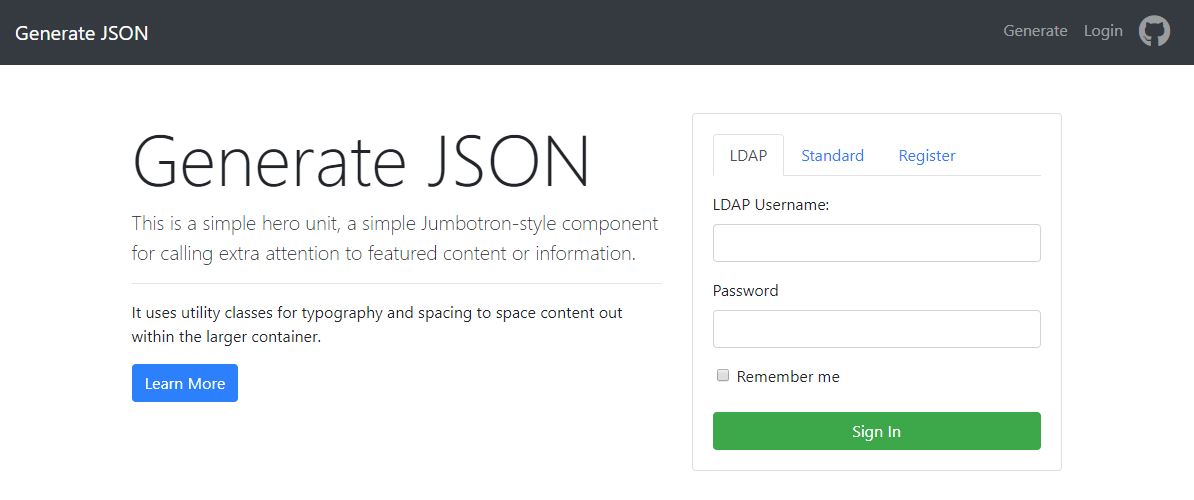 Generate JSON
Generate Login
Generate JSON
This is a simple hero unit, a simple Jumbotron-style component
for calling extra attention to featured content or information.
It uses utility classes for typography and spacing to space content out
within the larger container.
Learn More
LDAP Standard Register
LDAP Username:
Password
Remember me
Sign In